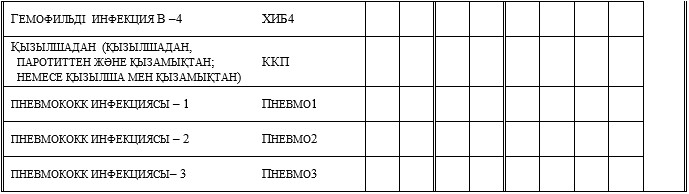 ГЕМОФИЛЬДІ ИНФЕКЦИЯ В –4 ХИБ4
ҚЫЗЫЛШАДАН (ҚЫЗЫЛШАДАН,
ПАРОТИТТЕН ЖӘНЕ ҚЫЗАМЫҚТАН; ККП
НЕМЕСЕ ҚЫЗЫЛША МЕН ҚЫЗАМЫҚТАН)
ПНЕВМОКОКК ИНФЕКЦИЯСЫ – 1 ПНЕВМО1
ПНЕВМОКОКК ИНФЕКЦИЯСЫ – 2 ПНЕВМО2
ПНЕВМОКОКК ИНФЕКЦИЯСЫ– 3 ПНЕВМО3